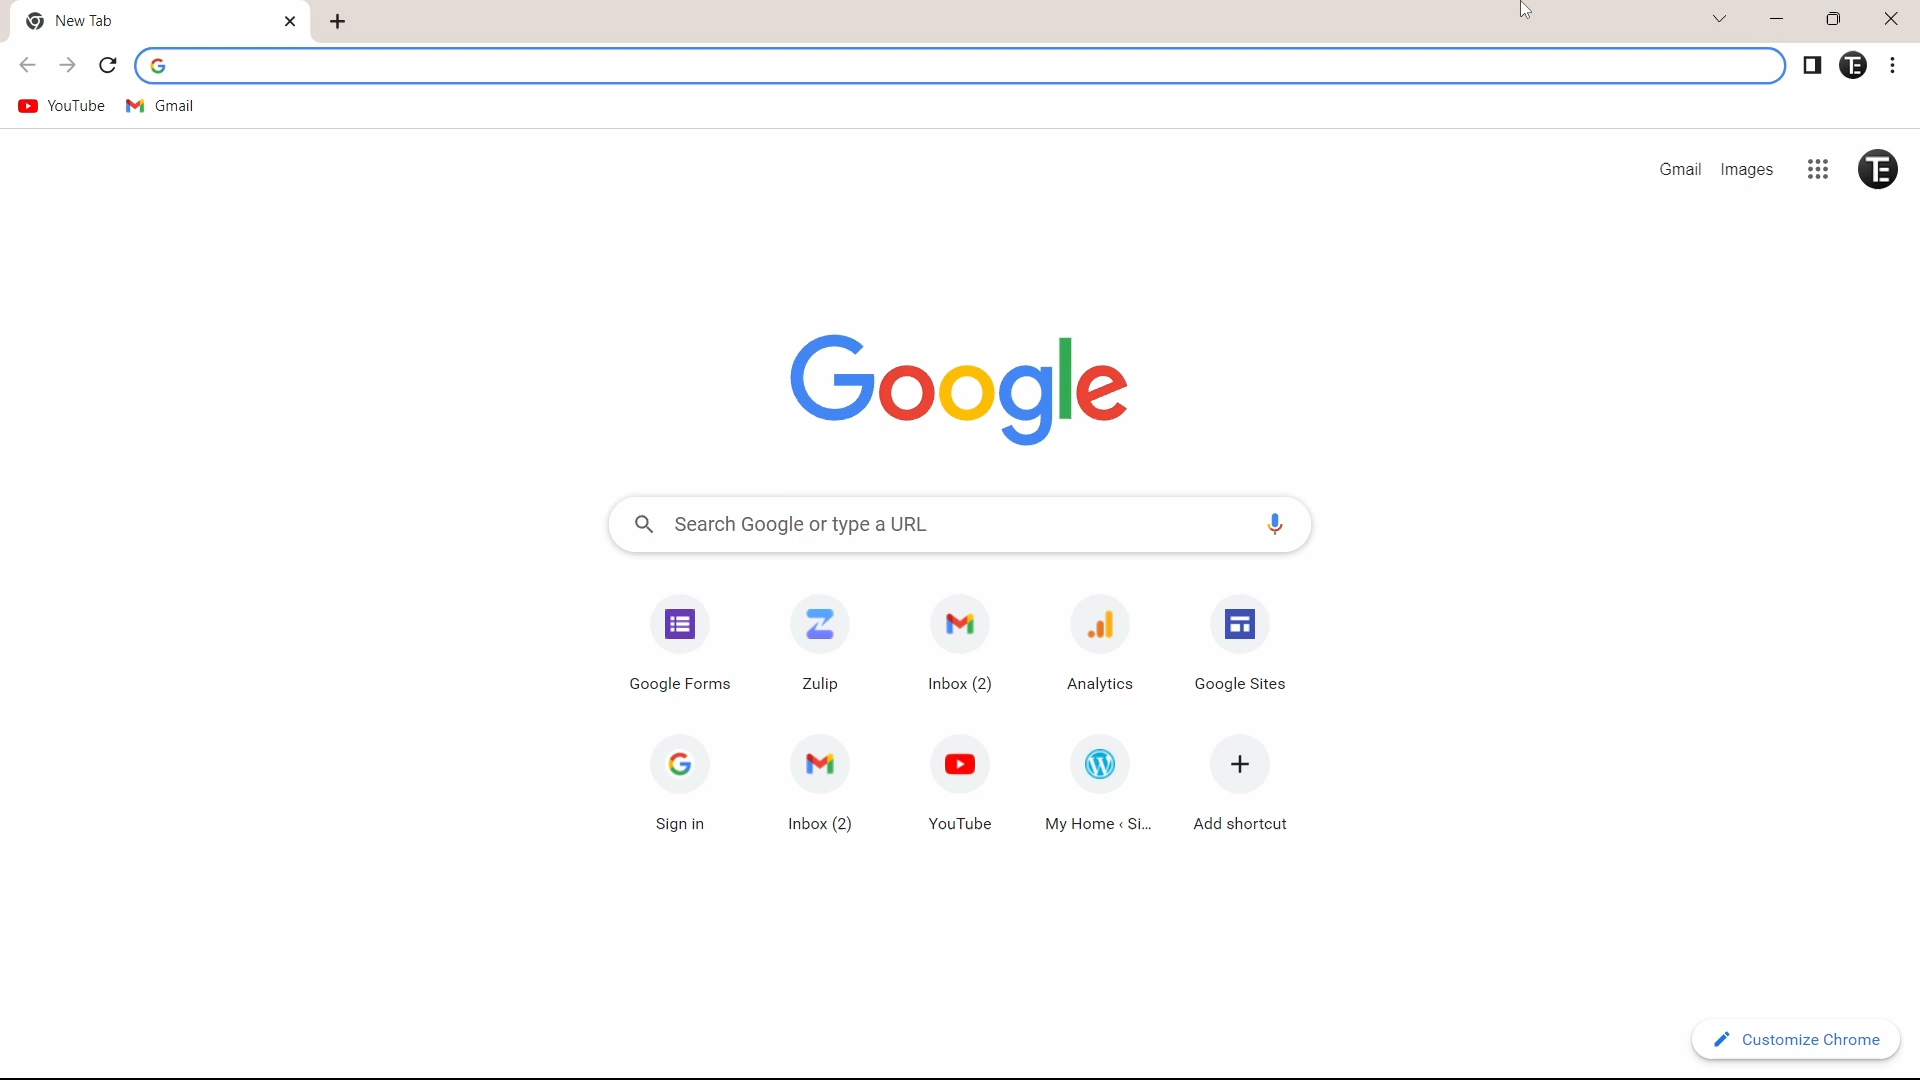 New Tab
YouTube Gmail
Gmail Images
Google
Search Google or type a URL
Google Forms Zulip Inbox (2) Analytics Google Sites
Sign in Inbox (2) YouTube My Home ‹ Si... Add shortcut
Customize Chrome